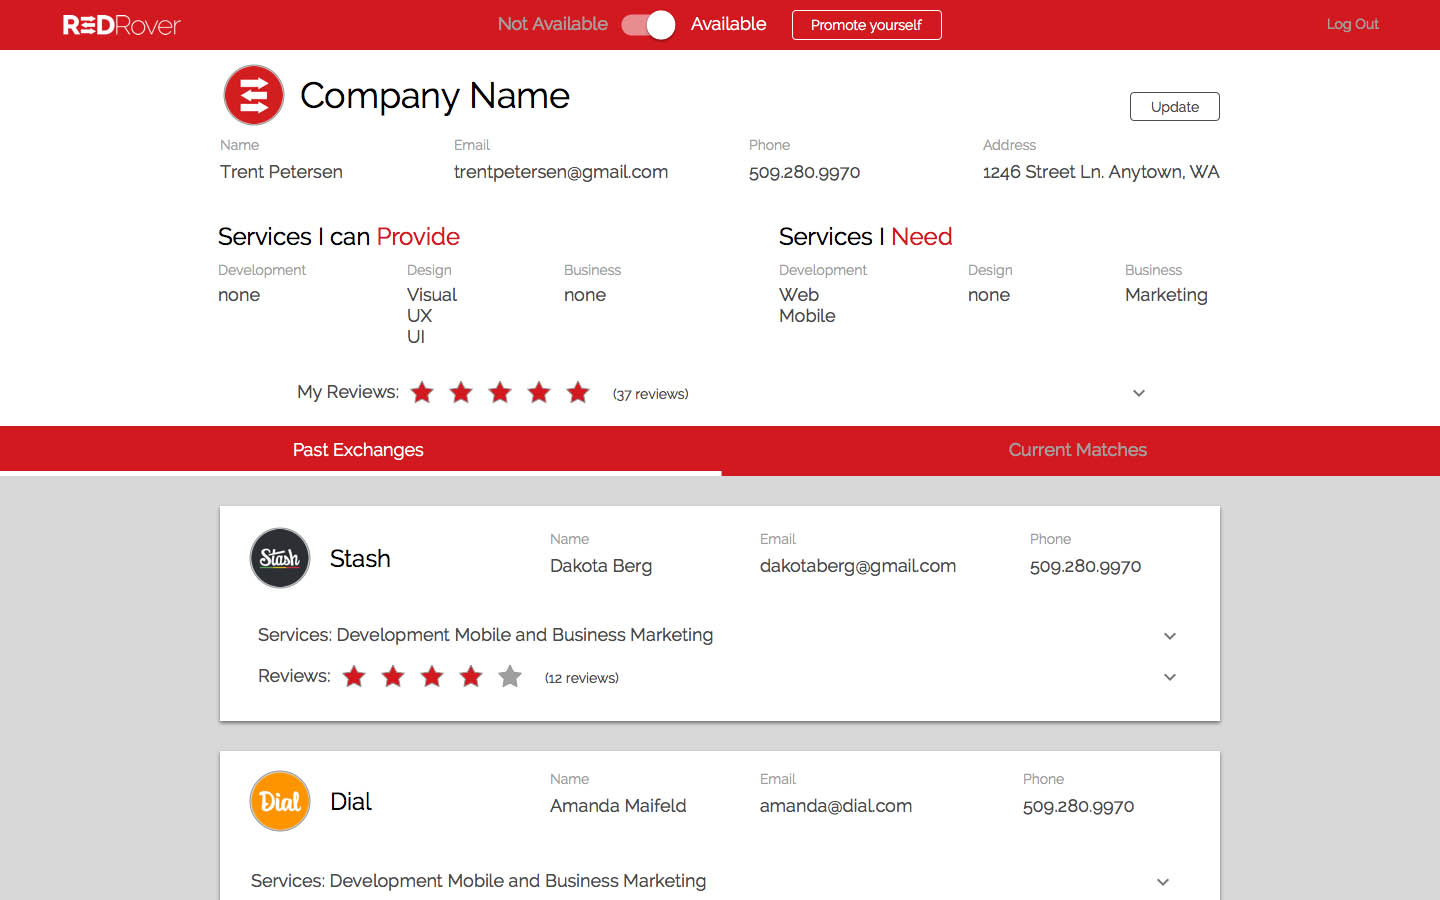 REDRover
Not Available Available Promote yourself Log Out
Company Name
Update
Name Email Phone Address
Trent Petersen trentpetersen@gmail.com 509.280.9970 1246 Street Ln. Anytown, WA
Services I can Provide Services I Need
Development Design Business Development Design Business
none Visual none Web none Marketing
UX Mobile
UI
My Reviews: (37 reviews)
Past Exchanges Current Matches
Name Email Phone
Stash Stash Dakota Berg dakotaberg@gmail.com 509.280.9970
Services: Development Mobile and Business Marketing
Reviews: (12 reviews)
Name Email Phone
Dial Dial Amanda Maifeld amanda@dial.com 509.280.9970
Services: Development Mobile and Business Marketing